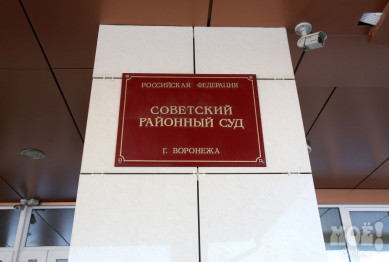 РОССИЙСКАЯ ФЕДЕРАЦИЯ
СОВЕТСКИЙ
РАЙОННЫЙ СУД
Г. ВОРОНЕЖА
МОЁ!